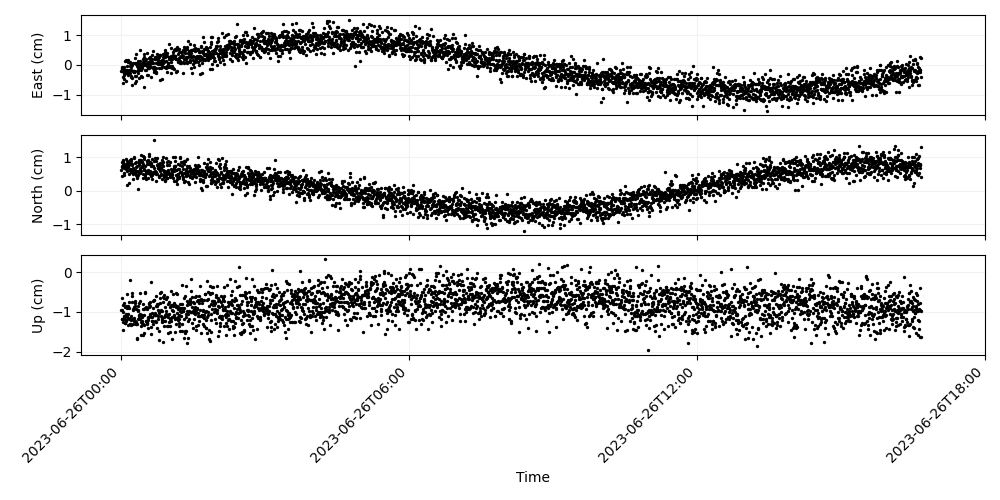 East (cm)
1
0
−1
North (cm)
1
0
−1
Up (cm)
0
−1
−2
2023-06-26T00:00
2023-06-26T06:00
2023-06-26T12:00
2023-06-26T18:00
Time